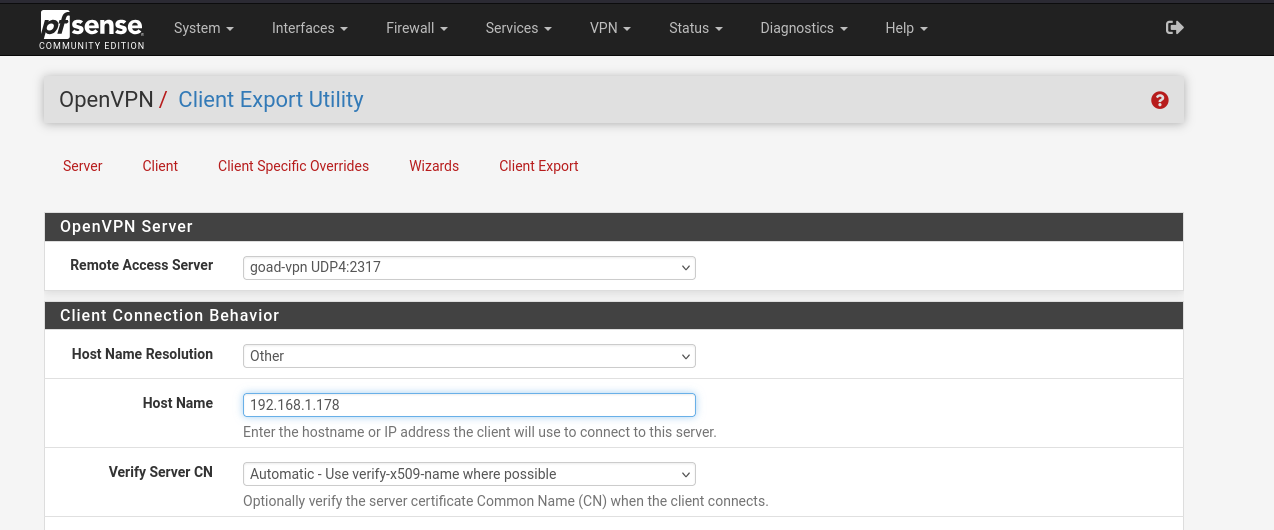 pfsense
COMMUNITY EDITION
System Interfaces Firewall Services VPN Status Diagnostics Help
OpenVPN / Client Export Utility
Server Client Client Specific Overrides Wizards Client Export
OpenVPN Server
Remote Access Server goad-vpn UDP4:2317
Client Connection Behavior
Host Name Resolution Other
Host Name 192.168.1.178
Enter the hostname or IP address the client will use to connect to this server.
Verify Server CN Automatic - Use verify-x509-name where possible
Optionally verify the server certificate Common Name (CN) when the client connects.